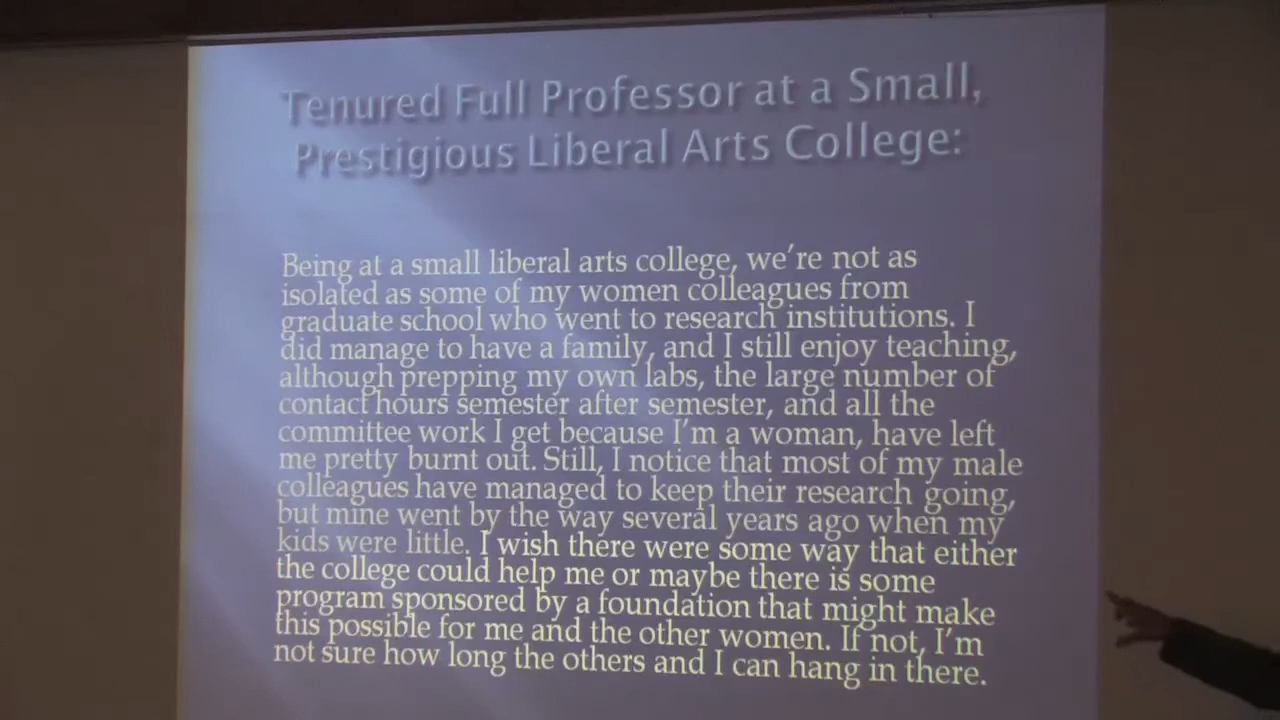 Tenured Full Professor at a Small,
Prestigious Liberal Arts College:
Being at a small liberal arts college, we're not as
isolated as some of my women colleagues from
graduate school who went to research institutions. I
did manage to have a family, and I still enjoy teaching,
although prepping my own labs, the large number of
contact hours semester after semester, and all the
committee work I get because I'm a woman, have left
me pretty burnt out. Still, I notice that most of my male
colleagues have managed to keep their research going,
but mine went by the way several years ago when my
kids were little. I wish there were some way that either
the college could help me or maybe there is some
program sponsored by a foundation that might make
this possible for me and the other women. If not, I'm
not sure how long the others and I can hang in there.